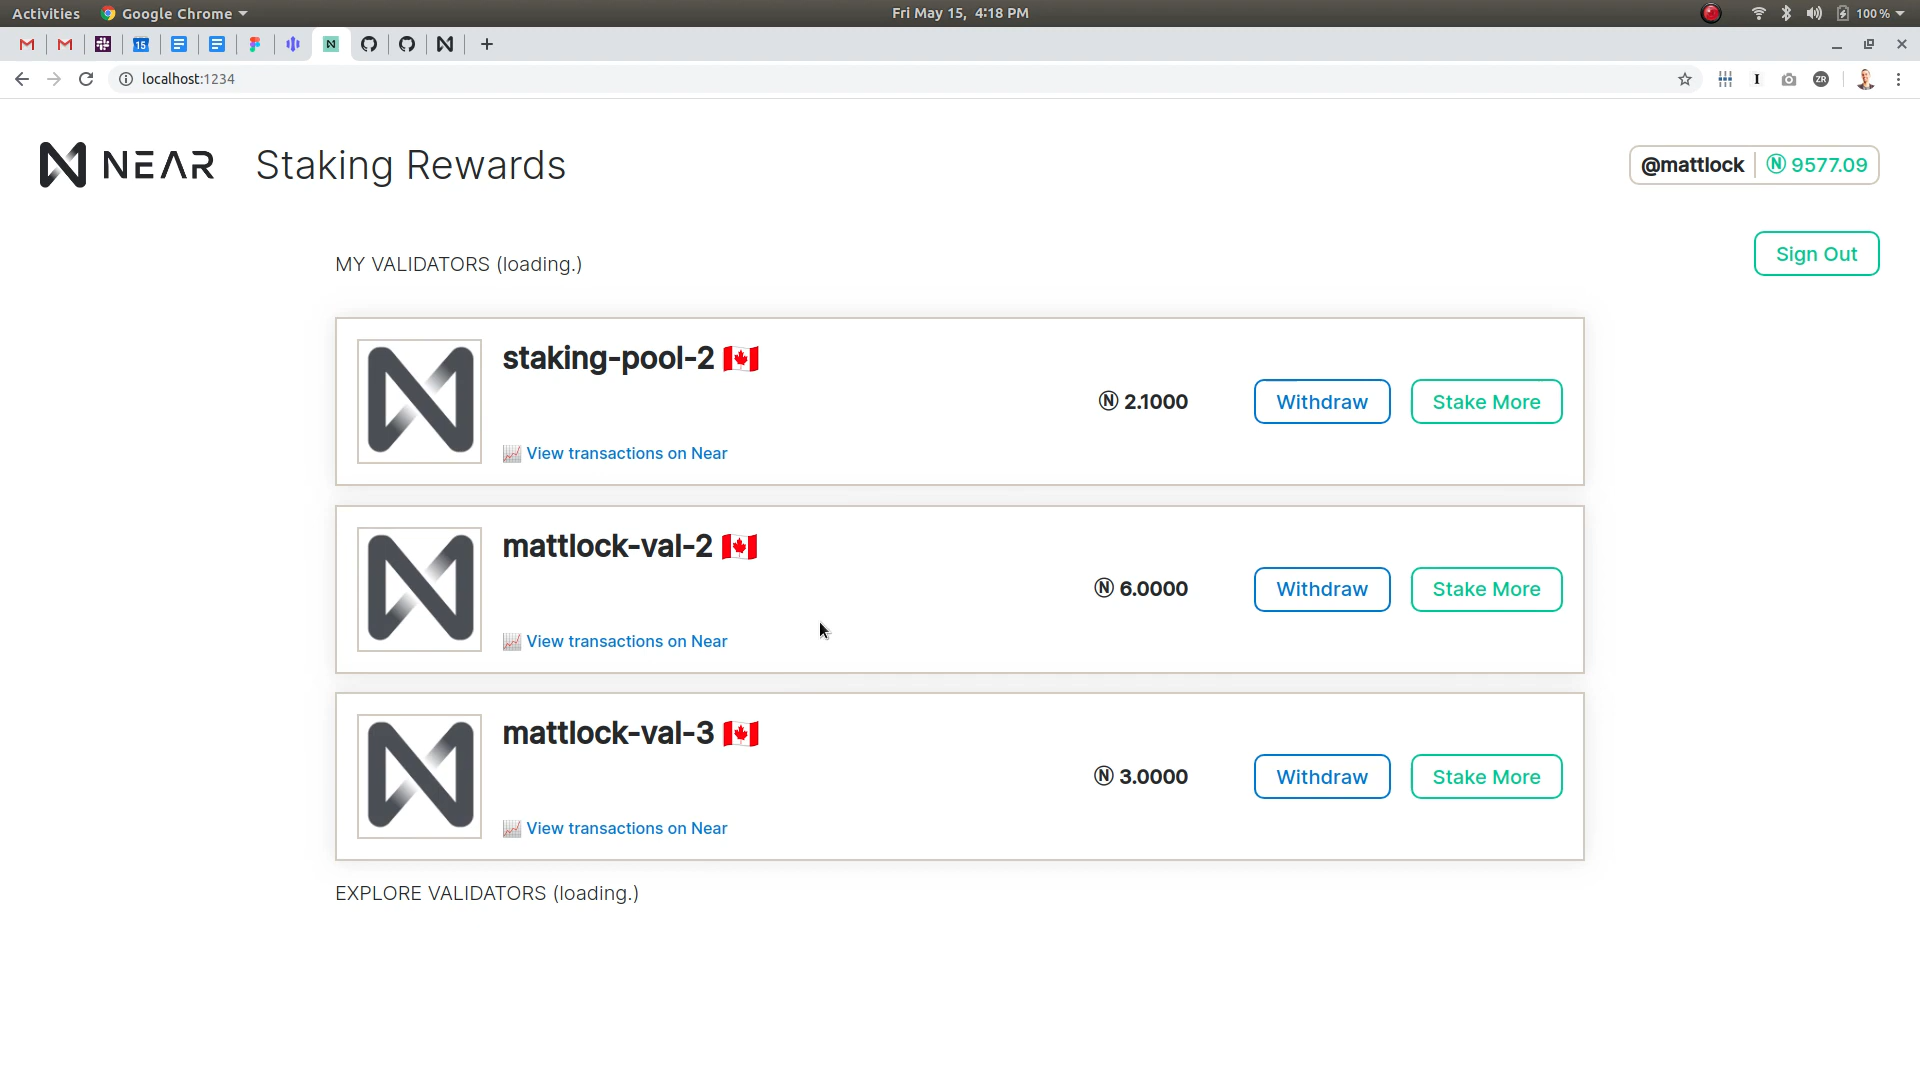 Activities Google Chrome Fri May 15, 4:18 PM 100 %
15
localhost:1234 I ZR
NEAR Staking Rewards @mattlock Ⓝ 9577.09
MY VALIDATORS (loading.) Sign Out
staking-pool-2
Ⓝ 2.1000 Withdraw Stake More
View transactions on Near
mattlock-val-2
Ⓝ 6.0000 Withdraw Stake More
View transactions on Near
mattlock-val-3
Ⓝ 3.0000 Withdraw Stake More
View transactions on Near
EXPLORE VALIDATORS (loading.)